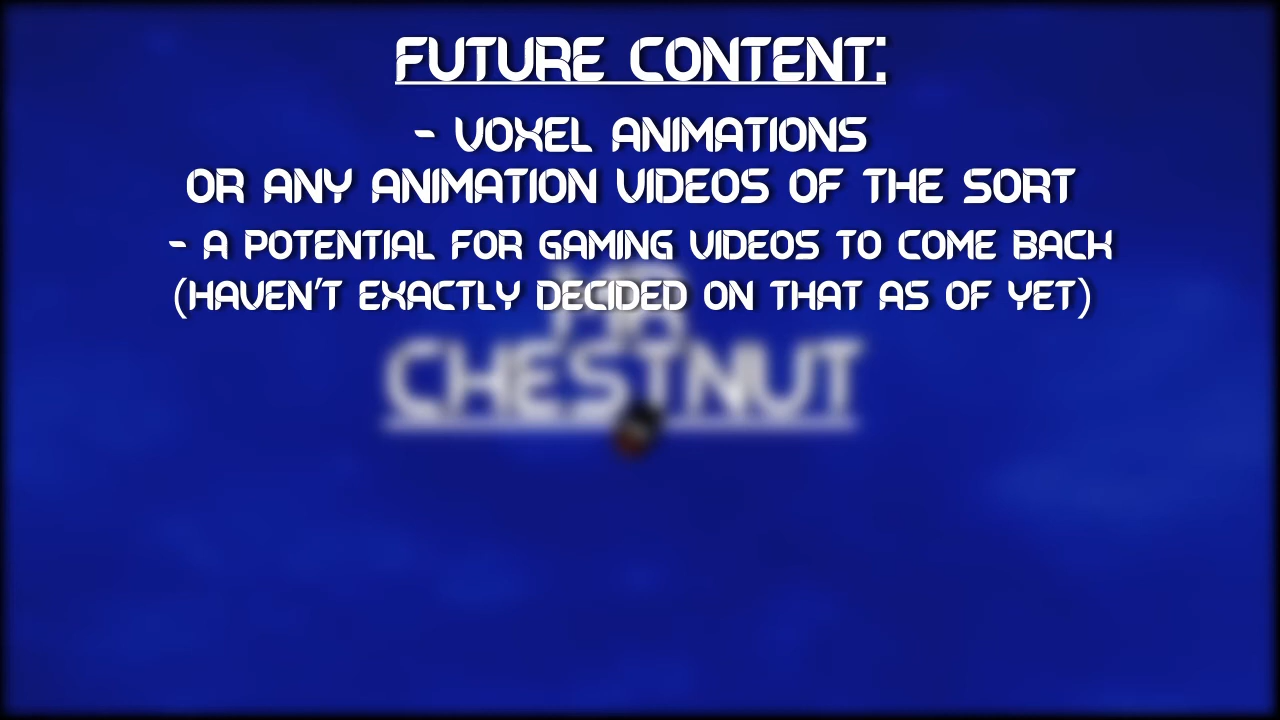 FUTURE CONTENT:
- VOXEL ANIMATIONS
OR ANY ANIMATION VIDEOS OF THE SORT
- A POTENTIAL FOR GAMING VIDEOS TO COME BACK
(HAVEN'T EXACTLY DECIDED ON THAT AS OF YET)
MR
CHESTNUT